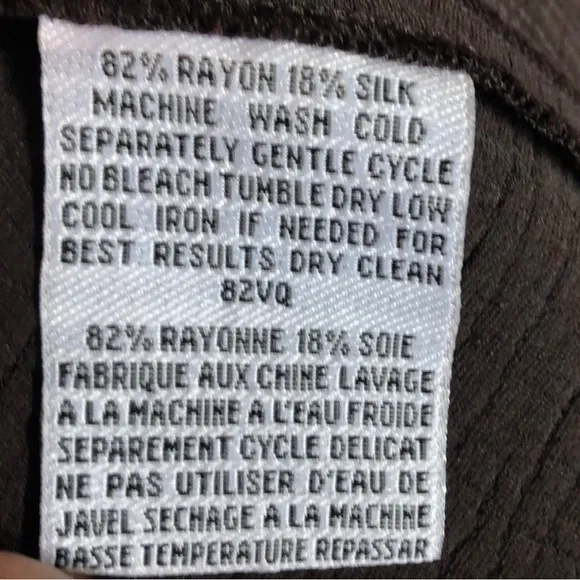 82% RAYON 18% SILK
MACHINE WASH COLD
SEPARATELY GENTLE CYCLE
NO BLEACH TUMBLE DRY LOW
COOL IRON IF NEEDED FOR
BEST RESULTS DRY CLEAN
82VQ
82% RAYONNE 18% SOIE
FABRIQUE AUX CHINE LAVAGE
A LA MACHINE A L'EAU FROIDE
SEPAREMENT CYCLE DELICAT
NE PAS UTILISER D'EAU DE
JAVEL SECHAGE A LA MACHINE
BASSE TEMPERATURE REPASSAR